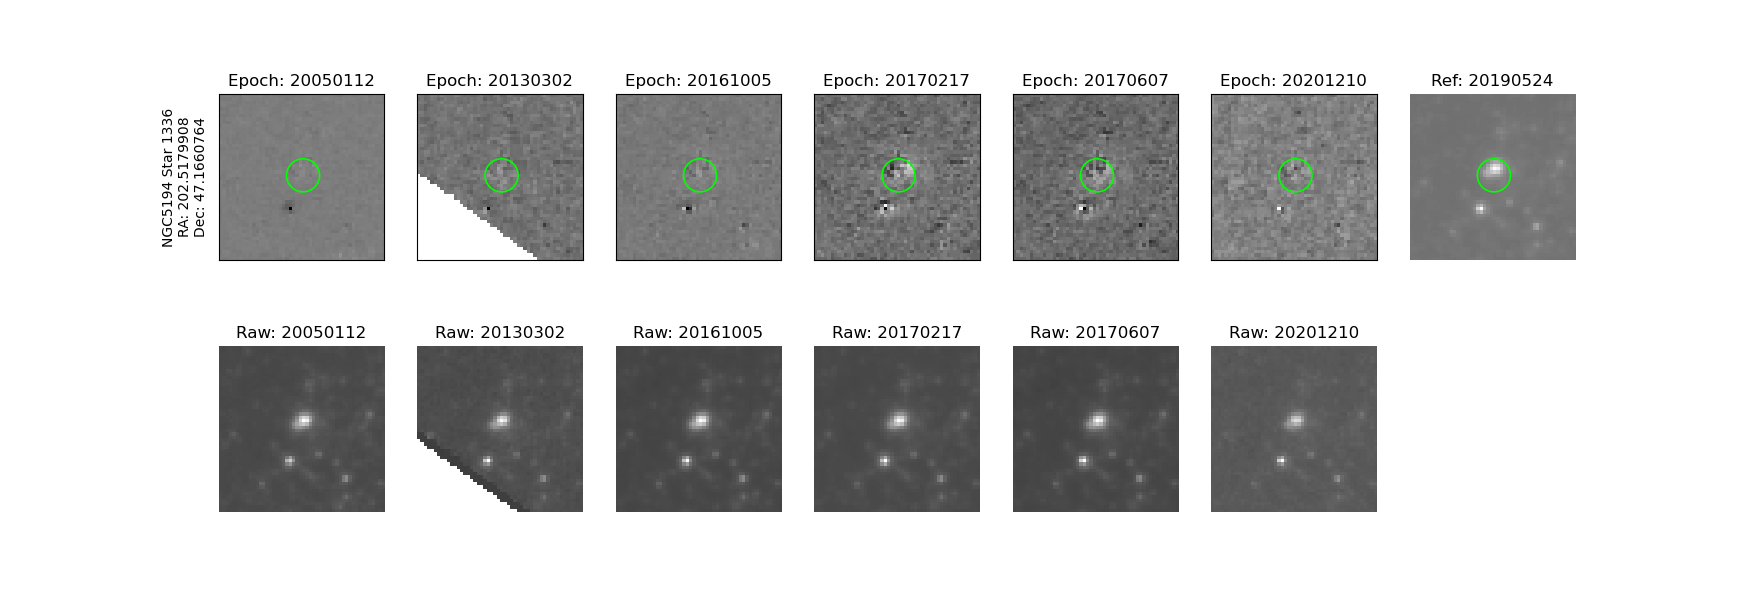 Epoch: 20050112
Epoch: 20130302
Epoch: 20161005
Epoch: 20170217
Epoch: 20170607
Epoch: 20201210
Ref: 20190524
NGC5194 Star 1336
RA: 202.5179908
Dec: 47.16607064
Raw: 20050112
Raw: 20130302
Raw: 20161005
Raw: 20170217
Raw: 20170607
Raw: 20201210